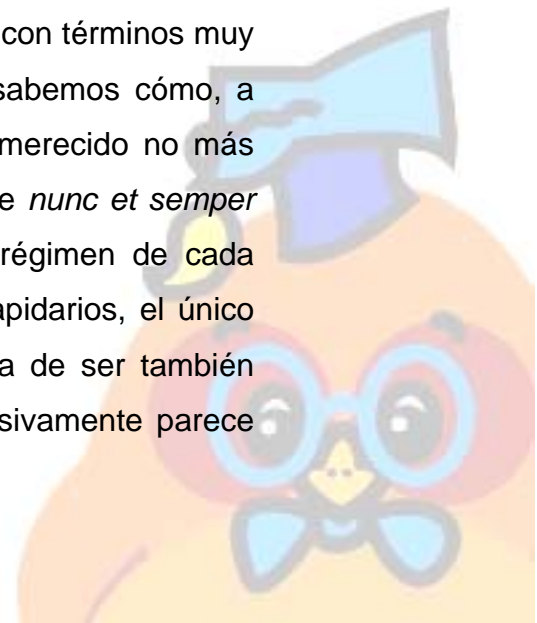 con términos muy
sabemos cómo, a
merecido no más
e nunc et semper
régimen de cada
apidarios, el único
a de ser también
sivamente parece